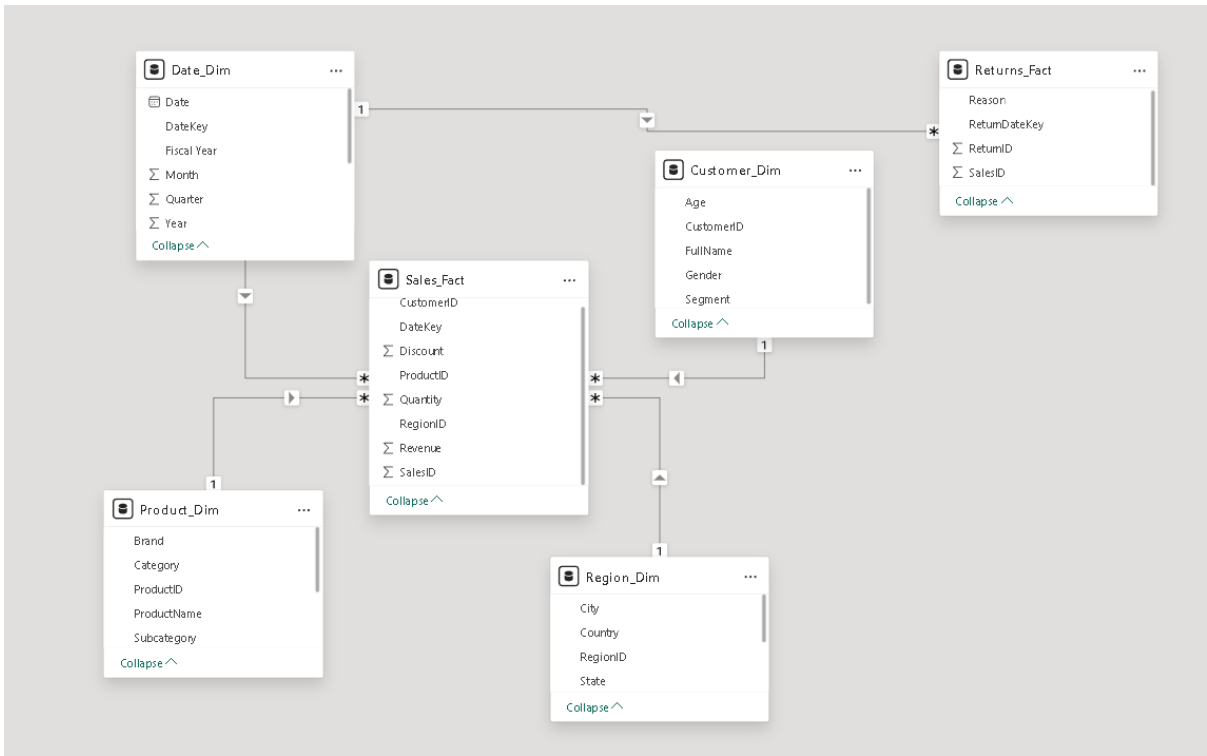 Date_Dim
Date
DateKey
Fiscal Year
Σ Month
Σ Quarter
Σ Year
Collapse
1
*
Returns_Fact
Reason
ReturnDateKey
Σ ReturnID
Σ SalesID
Collapse
Customer_Dim
Age
CustomerID
FullName
Gender
Segment
Collapse
1
*
Sales_Fact
CustomerID
DateKey
Σ Discount
ProductID
Σ Quantity
RegionID
Σ Revenue
Σ SalesID
Collapse
*
*
*
1
Product_Dim
Brand
Category
ProductID
ProductName
Subcategory
Collapse
1
Region_Dim
City
Country
RegionID
State
Collapse